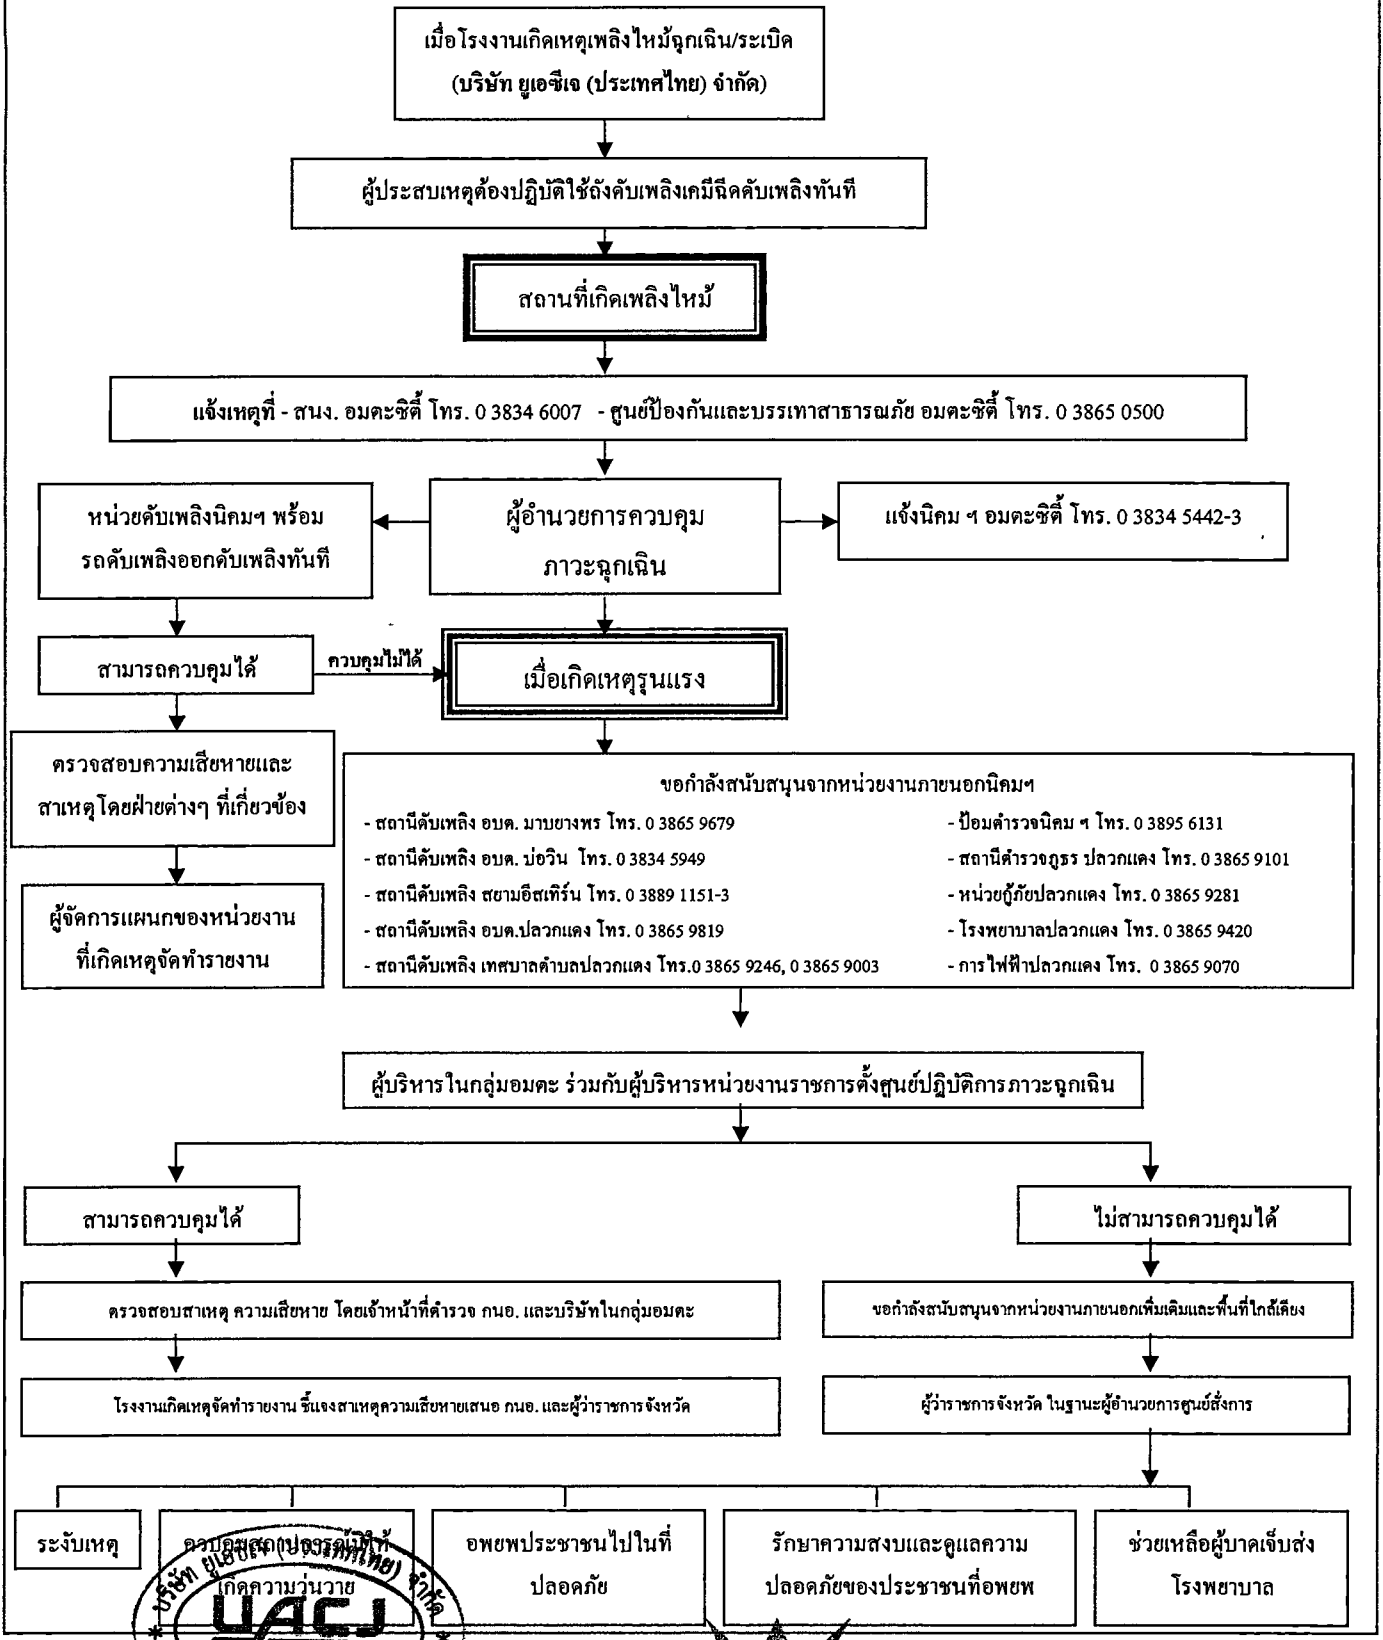 เมื่อโรงงานเกิดเหตุเพลิงไหม้ฉุกเฉิน/ระเบิด
(บริษัท ยูเอซีเจ (ประเทศไทย) จำกัด)
ผู้ประสบเหตุต้องปฏิบัติใช้ถังดับเพลิงเคมีฉีดดับเพลิงทันที
สถานที่เกิดเพลิงไหม้
แจ้งเหตุที่ - สนง. อมตะซิตี้ โทร. 0 3834 6007 - ศูนย์ป้องกันและบรรเทาสาธารณภัย อมตะซิตี้ โทร. 0 3865 0500
หน่วยดับเพลิงนิคมฯ พร้อม
รถดับเพลิงออกดับเพลิงทันที
ผู้อำนวยการควบคุม
ภาวะฉุกเฉิน
แจ้งนิคม ฯ อมตะซิตี้ โทร. 0 3834 5442-3
สามารถควบคุมได้
ควบคุมไม่ได้
เมื่อเกิดเหตุรุนแรง
ตรวจสอบความเสียหายและ
สาเหตุโดยฝ่ายต่างๆ ที่เกี่ยวข้อง
ผู้จัดการแผนกของหน่วยงาน
ที่เกิดเหตุจัดทำรายงาน
ขอกำลังสนับสนุนจากหน่วยงานภายนอกนิคมฯ
- สถานีดับเพลิง อบต. มาบยางพร โทร. 0 3865 9679
- สถานีดับเพลิง อบต. บ่อวิน โทร. 0 3834 5949
- สถานีดับเพลิง สยามอีสเทิร์น โทร. 0 3889 1151-3
- สถานีดับเพลิง อบต.ปลวกแดง โทร. 0 3865 9819
- สถานีดับเพลิง เทศบาลตำบลปลวกแดง โทร.0 3865 9246, 0 3865 9003
- ป้อมตำรวจนิคม ฯ โทร. 0 3895 6131
- สถานีตำรวจภูธร ปลวกแดง โทร. 0 3865 9101
- หน่วยกู้ภัยปลวกแดง โทร. 0 3865 9281
- โรงพยาบาลปลวกแดง โทร. 0 3865 9420
- การไฟฟ้าปลวกแดง โทร. 0 3865 9070
ผู้บริหารในกลุ่มอมตะ ร่วมกับผู้บริหารหน่วยงานราชการตั้งศูนย์ปฏิบัติการภาวะฉุกเฉิน
สามารถควบคุมได้
ไม่สามารถควบคุมได้
ตรวจสอบสาเหตุ ความเสียหาย โดยเจ้าหน้าที่ตำรวจ กนอ. และบริษัทในกลุ่มอมตะ
ขอกำลังสนับสนุนจากหน่วยงานภายนอกเพิ่มเติมและพื้นที่ใกล้เคียง
โรงงานเกิดเหตุจัดทำรายงาน ชี้แจงสาเหตุความเสียหายเสนอ กนอ. และผู้ว่าราชการจังหวัด
ผู้ว่าราชการจังหวัด ในฐานะผู้อำนวยการศูนย์สั่งการ
ระงับเหตุ
ควบคุมสถานการณ์มิให้
เกิดความวุ่นวาย
อพยพประชาชนไปในที่
ปลอดภัย
รักษาความสงบและดูแลความ
ปลอดภัยของประชาชนที่อพยพ
ช่วยเหลือผู้บาดเจ็บส่ง
โรงพยาบาล
บริษัท ยูเอซีเจ (ประเทศไทย) จำกัด
UACJ